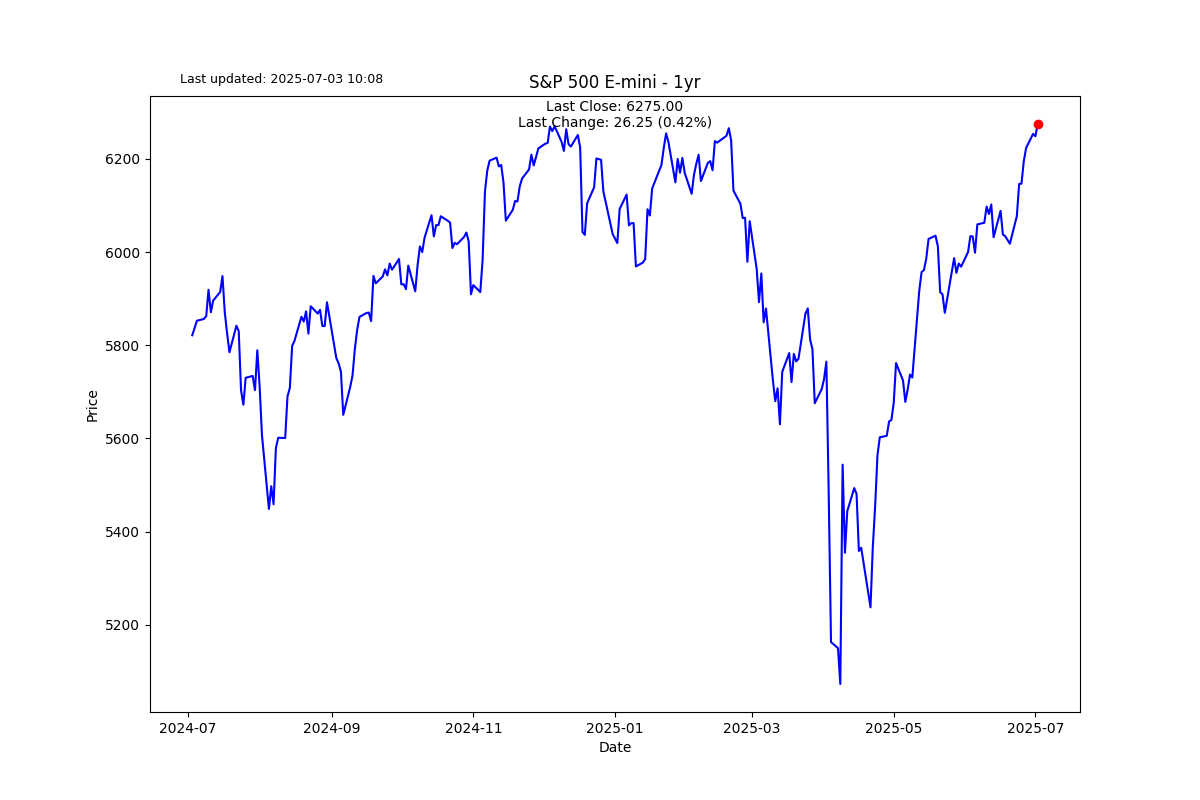 Last updated: 2025-07-03 10:08
S&P 500 E-mini - 1yr
Last Close: 6275.00
Last Change: 26.25 (0.42%)
6200
6000
5800
5600
5400
5200
Price
2024-07 2024-09 2024-11 2025-01 2025-03 2025-05 2025-07
Date